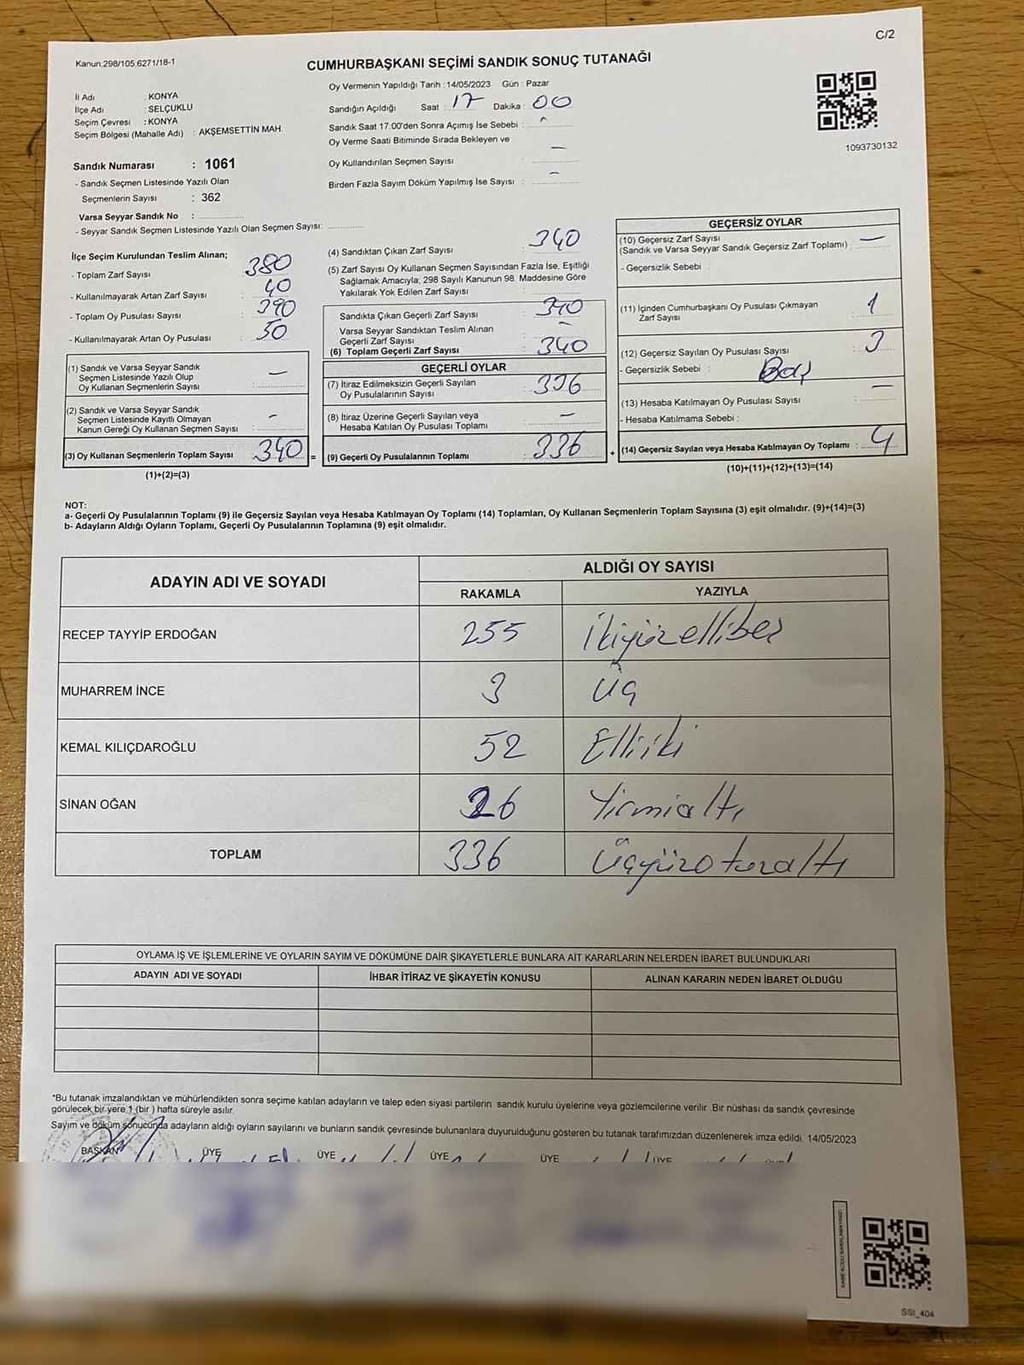 C/2
Kanun.298/105,6271/18-1
CUMHURBAŞKANI SEÇİMİ SANDIK SONUÇ TUTANAĞI
İl Adı : KONYA
İlçe Adı : SELÇUKLU
Seçim Çevresi : KONYA
Seçim Bölgesi (Mahalle Adı) : AKŞEMSETTİN MAH.
Sandık Numarası : 1061
- Sandık Seçmen Listesinde Yazılı Olan
Seçmenlerin Sayısı : 362
Varsa Seyyar Sandık No :
- Seyyar Sandık Seçmen Listesinde Yazılı Olan Seçmen Sayısı:
Oy Vermenin Yapıldığı Tarih : 14/05/2023 Gün : Pazar
Sandığın Açıldığı Saat : 17 Dakika : 00
Sandık Saat 17:00'den Sonra Açımış İse Sebebi :
Oy Verme Saati Bitiminde Sırada Bekleyen ve
Oy Kullandırılan Seçmen Sayısı —
Birden Fazla Sayım Döküm Yapılmış İse Sayısı : —
1093730132
İlçe Seçim Kurulundan Teslim Alınan;
- Toplam Zarf Sayısı 380
- Kullanılmayarak Artan Zarf Sayısı : 40
- Toplam Oy Pusulası Sayısı : 390
- Kullanılmayarak Artan Oy Pusulası : 50
(1) Sandık ve Varsa Seyyar Sandık
Seçmen Listesinde Yazılı Olup
Oy Kullanan Seçmenlerin Sayısı : —
(2) Sandık ve Varsa Seyyar Sandık
Seçmen Listesinde Kayıtlı Olmayan
Kanun Gereği Oy Kullanan Seçmen Sayısı : —
(3) Oy Kullanan Seçmenlerin Toplam Sayısı 340 =
(1)+(2)=(3)
(4) Sandıktan Çıkan Zarf Sayısı : 340
(5) Zarf Sayısı Oy Kullanan Seçmen Sayısından Fazla İse, Eşitliği
Sağlamak Amacıyla; 298 Sayılı Kanunun 98. Maddesine Göre
Yakılarak Yok Edilen Zarf Sayısı :
Sandıkta Çıkan Geçerli Zarf Sayısı : 340
Varsa Seyyar Sandıktan Teslim Alınan
Geçerli Zarf Sayısı : —
(6) Toplam Geçerli Zarf Sayısı : 340
GEÇERLİ OYLAR
(7) İtiraz Edilmeksizin Geçerli Sayılan
Oy Pusulalarının Sayısı : 336
(8) İtiraz Üzerine Geçerli Sayılan veya
Hesaba Katılan Oy Pusulası Toplamı : —
(9) Geçerli Oy Pusulalarının Toplamı : 336 +
GEÇERSİZ OYLAR
(10) Geçersiz Zarf Sayısı
(Sandık ve Varsa Seyyar Sandık Geçersiz Zarf Toplamı) : —
- Geçersizlik Sebebi :
(11) İçinden Cumhurbaşkanı Oy Pusulası Çıkmayan
Zarf Sayısı : 1
(12) Geçersiz Sayılan Oy Pusulası Sayısı : 3
- Geçersizlik Sebebi : Boş
(13) Hesaba Katılmayan Oy Pusulası Sayısı : —
- Hesaba Katılmama Sebebi :
(14) Geçersiz Sayılan veya Hesaba Katılmayan Oy Toplamı : 4
(10)+(11)+(12)+(13)=(14)
NOT:
a- Geçerli Oy Pusulalarının Toplamı (9) ile Geçersiz Sayılan veya Hesaba Katılmayan Oy Toplamı (14) Toplamları, Oy Kullanan Seçmenlerin Toplam Sayısına (3) eşit olmalıdır. (9)+(14)=(3)
b- Adayların Aldığı Oyların Toplamı, Geçerli Oy Pusulalarının Toplamına (9) eşit olmalıdır.
ADAYIN ADI VE SOYADI ALDIĞI OY SAYISI
RAKAMLA YAZIYLA
RECEP TAYYİP ERDOĞAN 255 İkiyüzellibeş
MUHARREM İNCE 3 Üç
KEMAL KILIÇDAROĞLU 52 Elliiki
SİNAN OĞAN 26 Yirmialtı
TOPLAM 336 Üçyüzotuzaltı
OYLAMA İŞ VE İŞLEMLERİNE VE OYLARIN SAYIM VE DÖKÜMÜNE DAİR ŞİKAYETLERLE BUNLARA AİT KARARLARIN NELERDEN İBARET BULUNDUKLARI
ADAYIN ADI VE SOYADI İHBAR İTİRAZ VE ŞİKAYETİN KONUSU ALINAN KARARIN NEDEN İBARET OLDUĞU
*Bu tutanak imzalandıktan ve mühürlendikten sonra seçime katılan adayların ve talep eden siyasi partilerin sandık kurulu üyelerine veya gözlemcilerine verilir. Bir nüshası da sandık çevresinde
görülecek bir yere 1 (bir ) hafta süreyle asılır.
Sayım ve döküm sonucunda adayların aldığı oyların sayılarını ve bunların sandık çevresinde bulunanlara duyurulduğunu gösteren bu tutanak tarafımızdan düzenlenerek imza edildi. 14/05/2023
BAŞKAN ÜYE ÜYE ÜYE ÜYE ÜYE
SSI_404